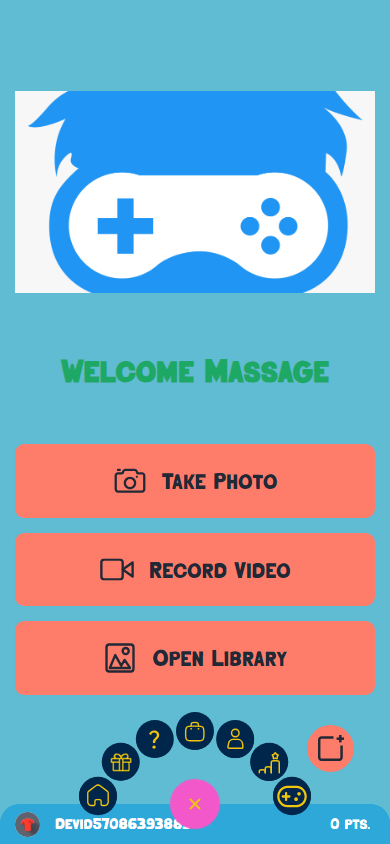 Welcome Massage
Take Photo
Record Video
Open Library
?
0 PTS.